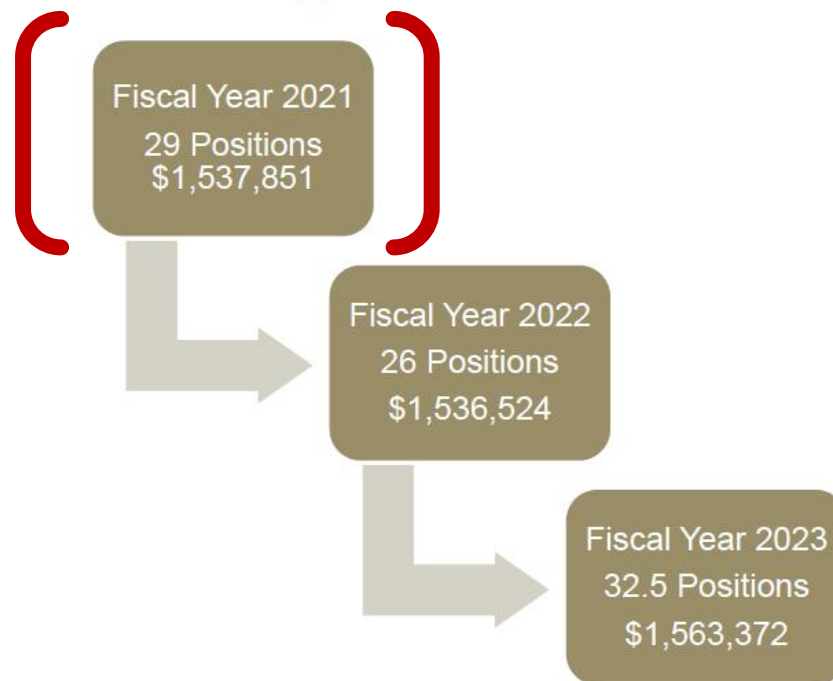 Fiscal Year 2021
29 Positions
$1,537,851
Fiscal Year 2022
26 Positions
$1,536,524
Fiscal Year 2023
32.5 Positions
$1,563,372